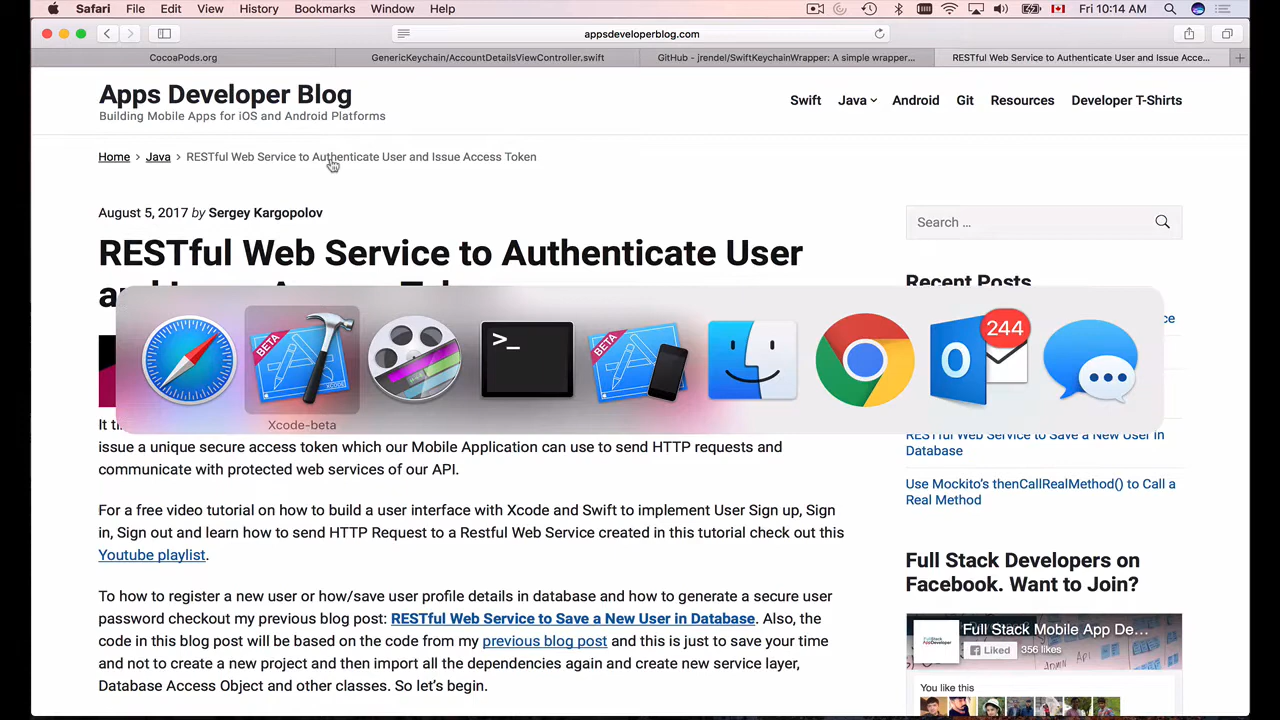 Safari File Edit View History Bookmarks Window Help Fri 10:14 AM
appsdeveloperblog.com
CocoaPods.org GenericKeychain/AccountDetailsViewController.swift GitHub - jrendel/SwiftKeychainWrapper: A simple wrapper... RESTful Web Service to Authenticate User and Issue Acce...
Apps Developer Blog
Building Mobile Apps for iOS and Android Platforms
Swift Java Android Git Resources Developer T-Shirts
Home > Java > RESTful Web Service to Authenticate User and Issue Access Token
August 5, 2017 by Sergey Kargopolov
RESTful Web Service to Authenticate User
Search ...
Recent Posts
BETA
>_
BETA
244
Xcode-beta
issue a unique secure access token which our Mobile Application can use to send HTTP requests and
communicate with protected web services of our API.
For a free video tutorial on how to build a user interface with Xcode and Swift to implement User Sign up, Sign
in, Sign out and learn how to send HTTP Request to a Restful Web Service created in this tutorial check out this
Youtube playlist.
To how to register a new user or how/save user profile details in database and how to generate a secure user
password checkout my previous blog post: RESTful Web Service to Save a New User in Database. Also, the
code in this blog post will be based on the code from my previous blog post and this is just to save your time
and not to create a new project and then import all the dependencies again and create new service layer,
Database Access Object and other classes. So let's begin.
RESTful Web Service to Save a New User in
Database
Use Mockito's thenCallRealMethod() to Call a
Real Method
Full Stack Developers on
Facebook. Want to Join?
Full Stack Mobile App De...
Liked 356 likes
You like this